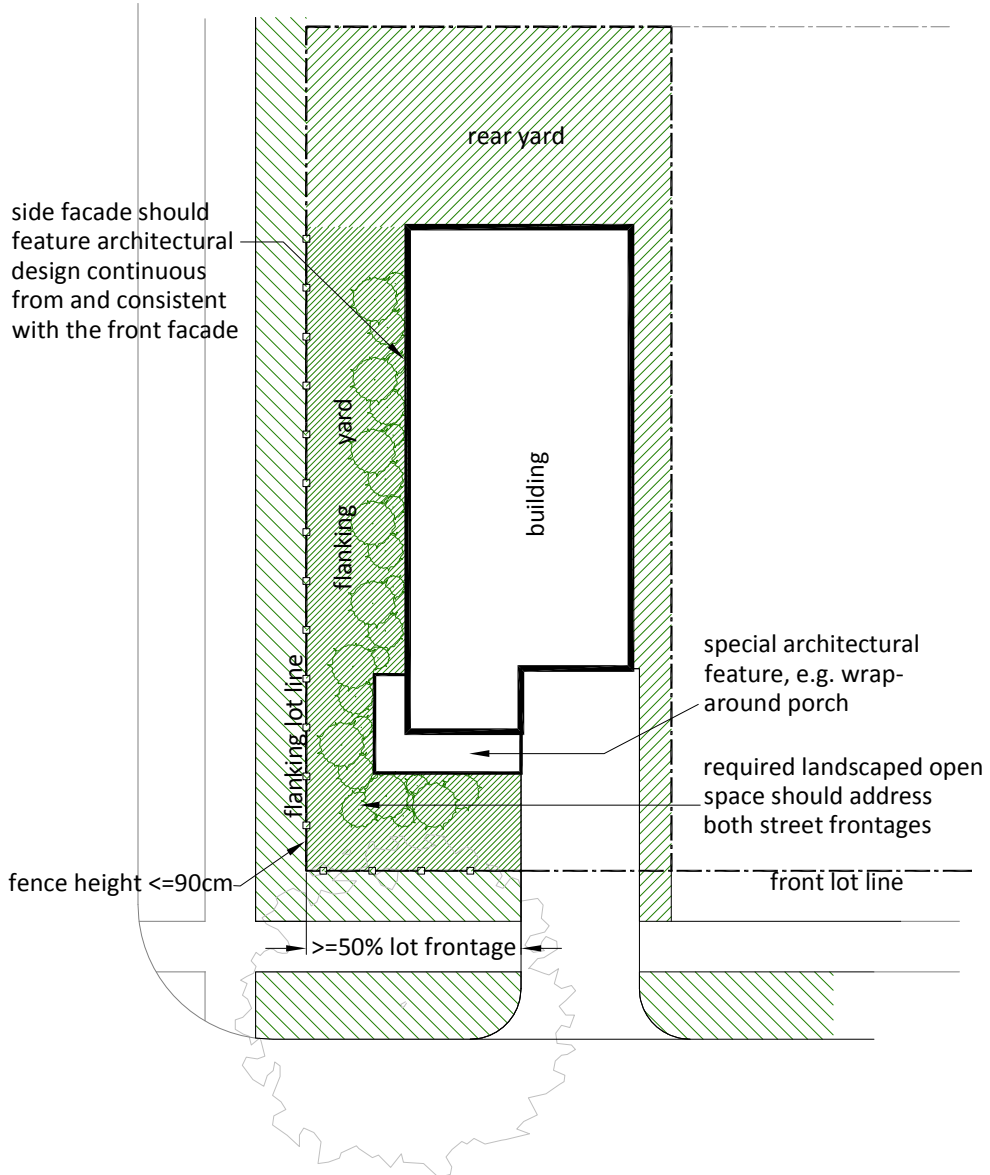 rear yard
side facade should
feature architectural
design continuous
from and consistent
with the front facade
flanking yard
building
flanking lot line
special architectural
feature, e.g. wrap-
around porch
required landscaped open
space should address
both street frontages
fence height <=90cm
front lot line
>=50% lot frontage